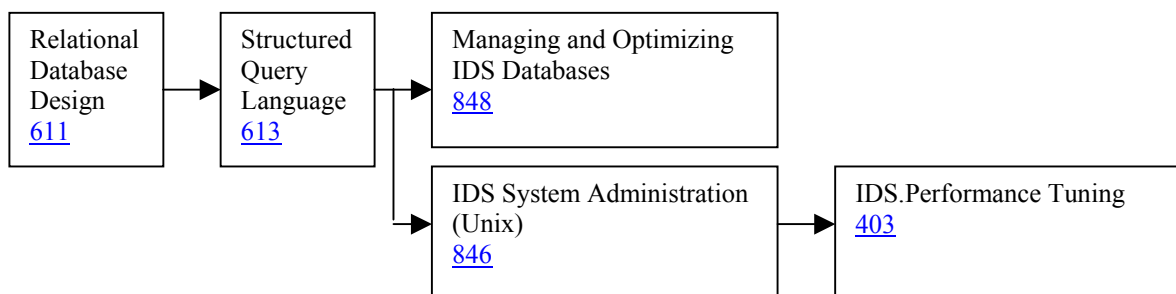 Relational
Database
Design
611
Structured
Query
Language
613
Managing and Optimizing
IDS Databases
848
IDS System Administration
(Unix)
846
IDS.Performance Tuning
403